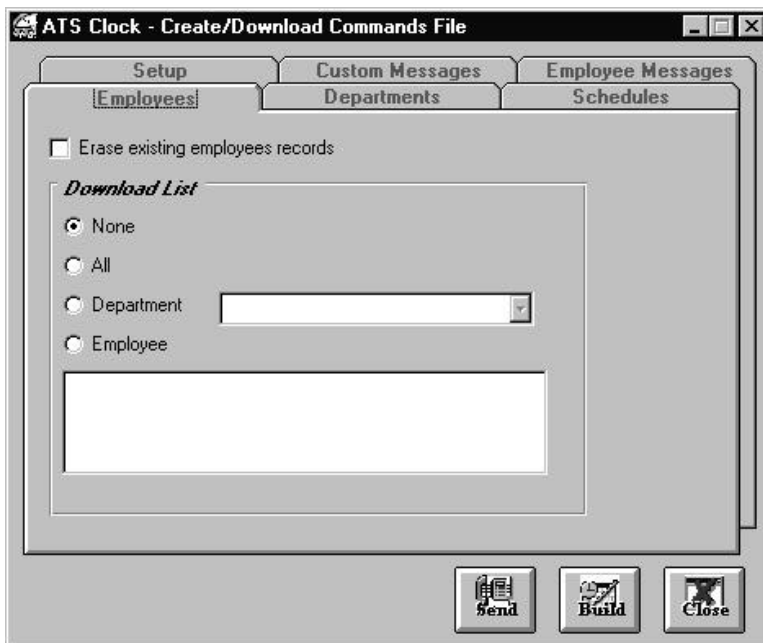 ATS Clock - Create/Download Commands File
Setup Custom Messages Employee Messages
Employees Departments Schedules
Erase existing employees records
Download List
None
All
Department
Employee
Send Build Close